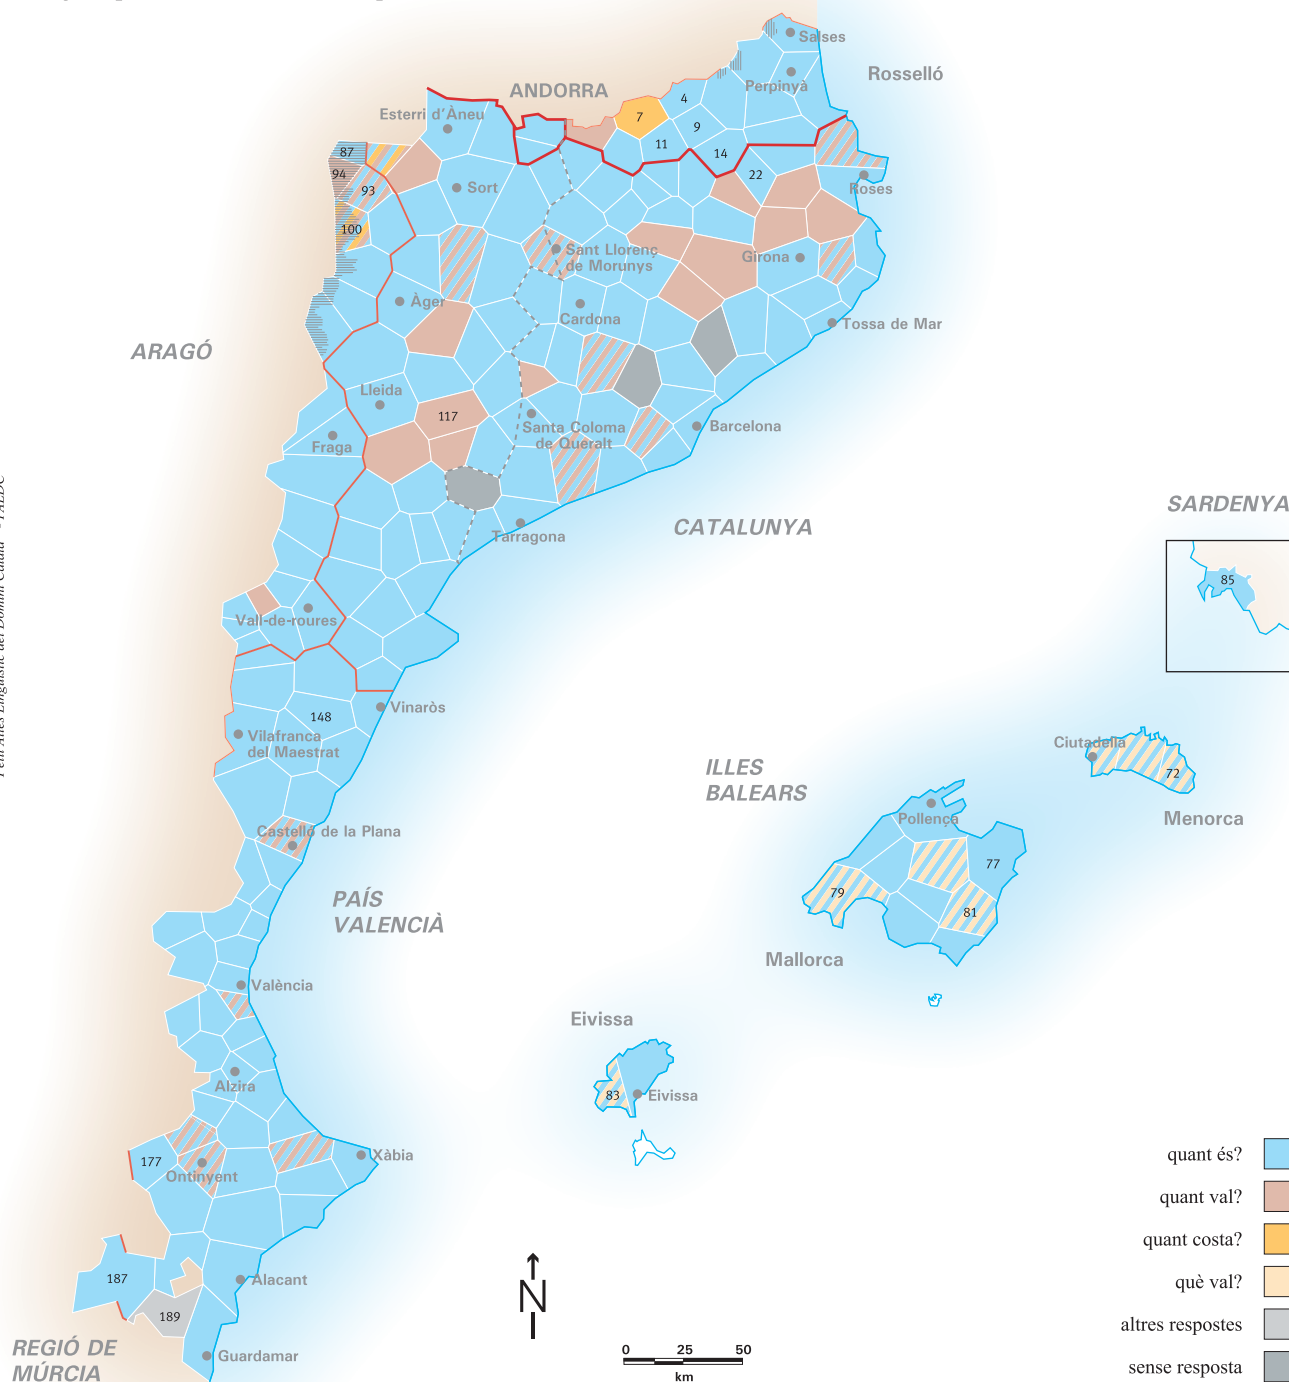 Salses
Rosselló
Perpinyà
ANDORRA
Esterri d'Àneu
4
7
9
11
14
22
87
94
93
100
Sort
Roses
Sant Llorenç
de Morunys
Girona
Àger
Cardona
Tossa de Mar
ARAGÓ
Lleida
117
Santa Coloma
de Queralt
Barcelona
Fraga
Tarragona
CATALUNYA
SARDENYA
85
Vall-de-roures
148
Vinaròs
Vilafranca
del Maestrat
Ciutadella
72
Menorca
ILLES
BALEARS
Pollença
77
79
81
Mallorca
Castelló de la Plana
PAÍS
VALENCIÀ
València
Eivissa
83
Eivissa
Alzira
177
Ontinyent
Xàbia
187
Alacant
189
Guardamar
REGIÓ DE
MÚRCIA
N
0 25 50
km
quant és?
quant val?
quant costa?
què val?
altres respostes
sense resposta